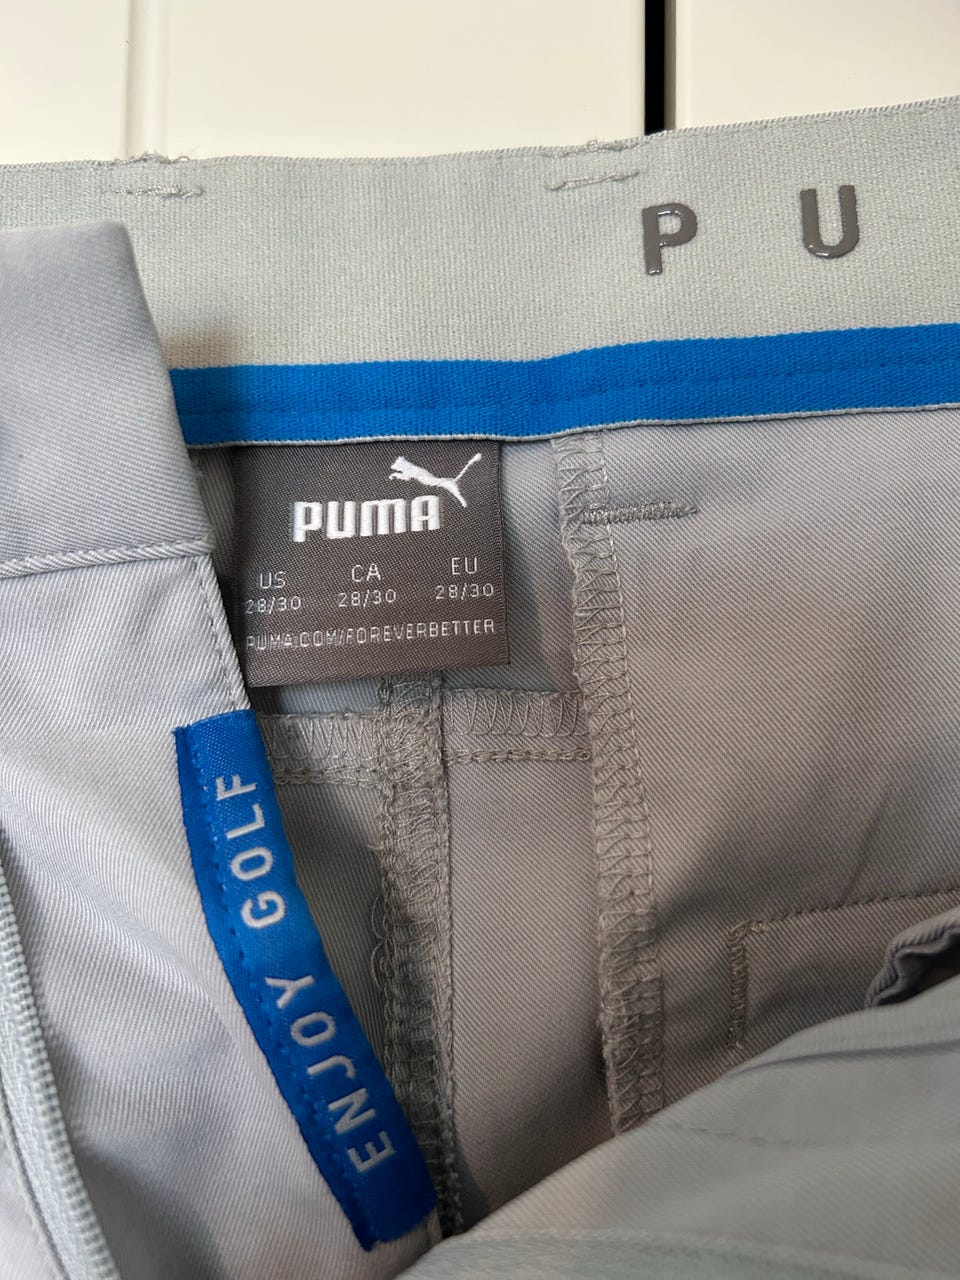 PU
PUMA
US CA EU
28/30 28/30 28/30
PUMA.COM/FOREVERBETTER
ENJOY GOLF